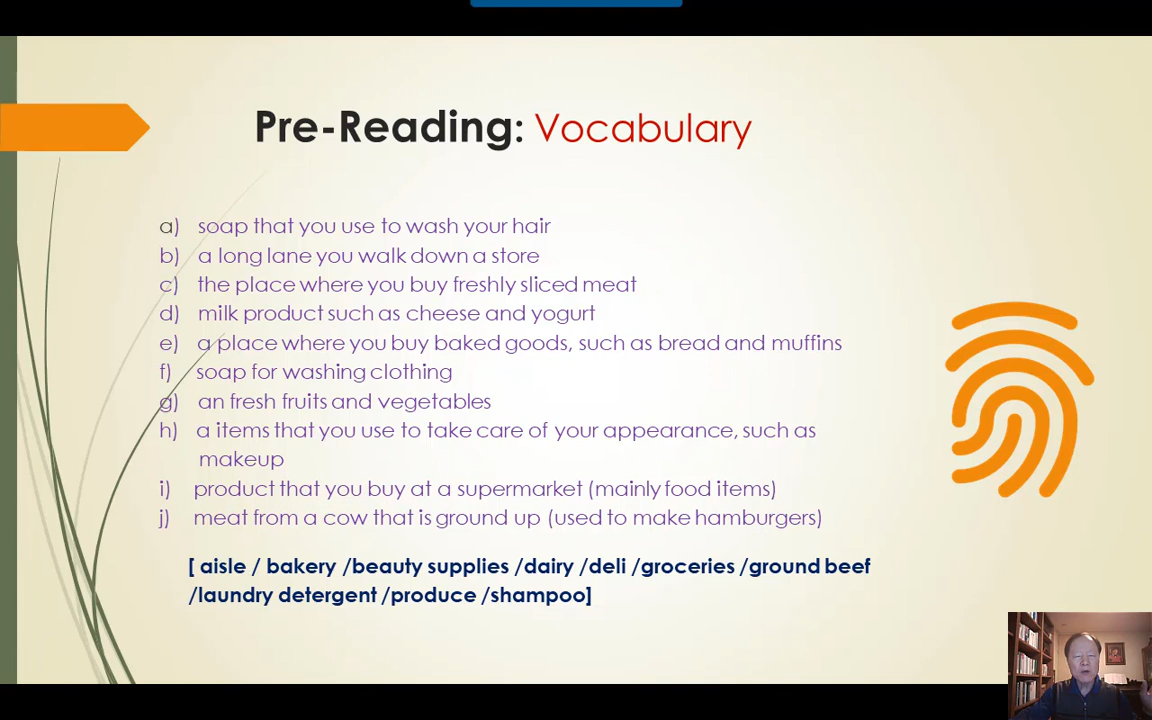 Pre-Reading: Vocabulary
a) soap that you use to wash your hair
b) a long lane you walk down a store
c) the place where you buy freshly sliced meat
d) milk product such as cheese and yogurt
e) a place where you buy baked goods, such as bread and muffins
f) soap for washing clothing
g) an fresh fruits and vegetables
h) a items that you use to take care of your appearance, such as
makeup
i) product that you buy at a supermarket (mainly food items)
j) meat from a cow that is ground up (used to make hamburgers)
[ aisle / bakery /beauty supplies /dairy /deli /groceries /ground beef
/laundry detergent /produce /shampoo]